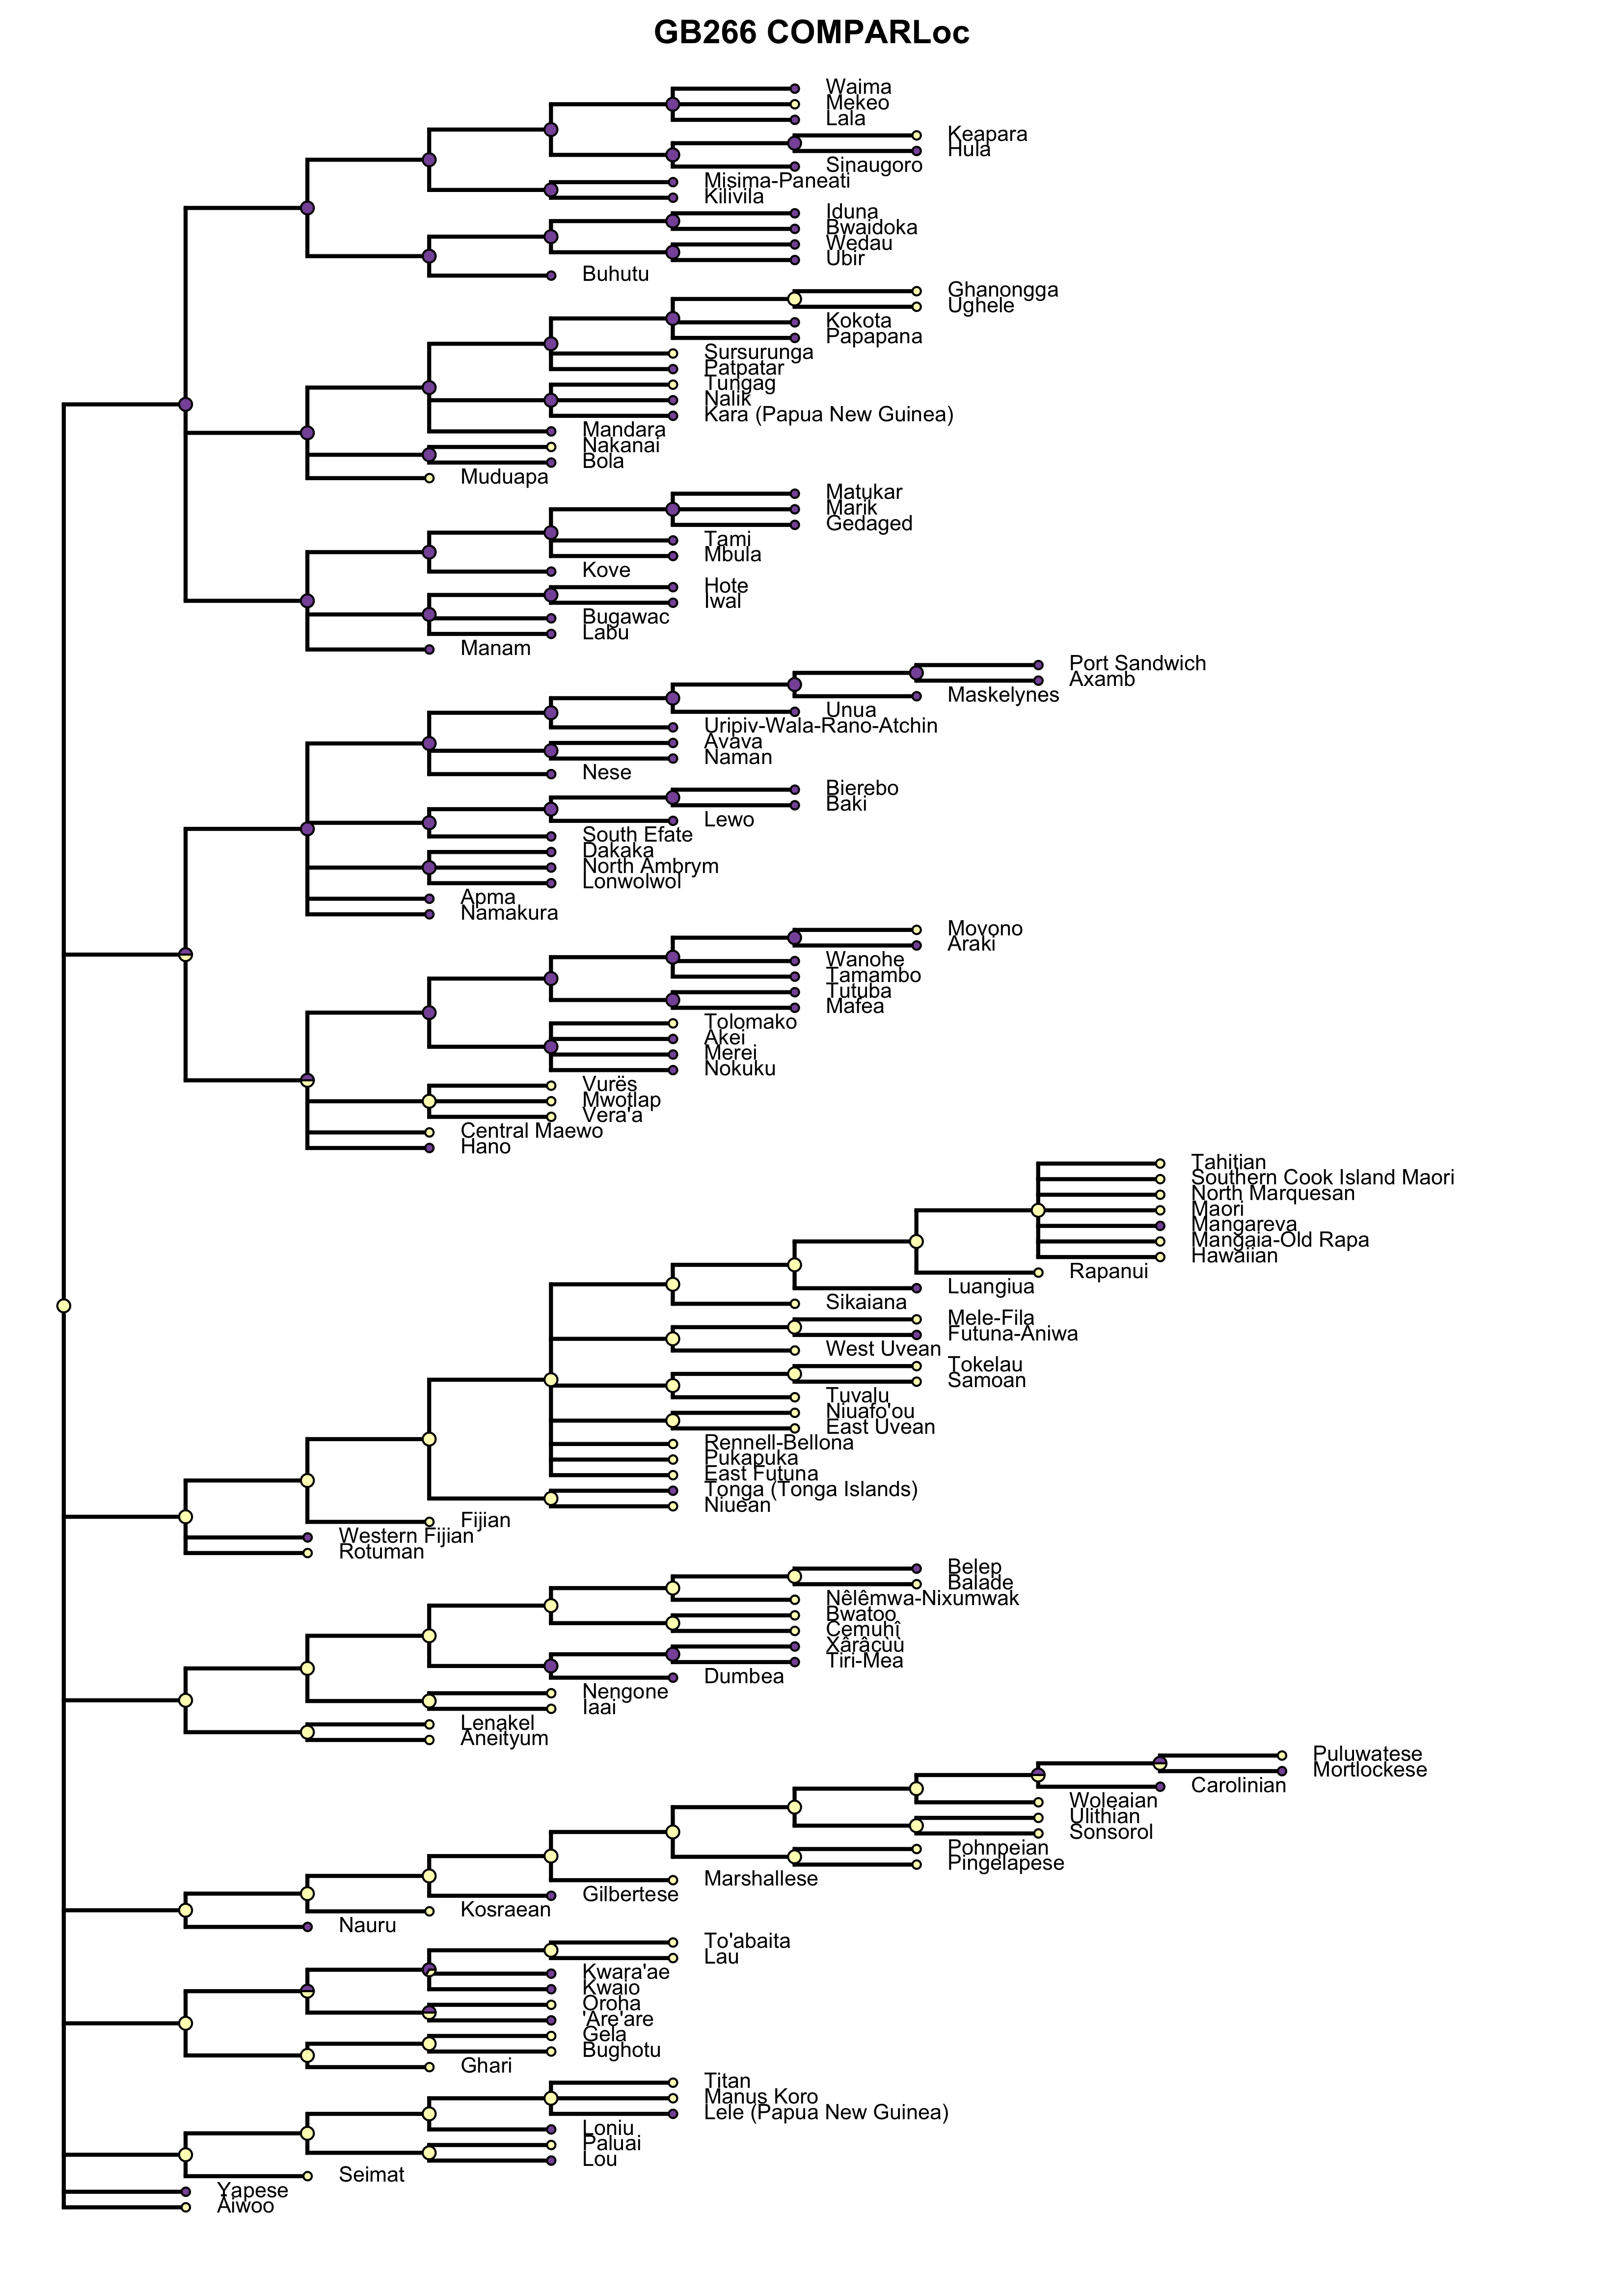 GB266 COMPARLoc
Waima
Mekeo
Lala
Keapara
Hula
Sinaugoro
Misima-Paneati
Kilivila
Iduna
Bwaidoka
Wedau
Ubir
Buhutu
Ghanongga
Ughele
Kokota
Papapana
Sursurunga
Patpatar
Tungag
Nalik
Kara (Papua New Guinea)
Mandara
Nakanai
Bola
Muduapa
Matukar
Marik
Gedaged
Tami
Mbula
Kove
Hote
Iwal
Bugawac
Labu
Manam
Port Sandwich
Axamb
Maskelynes
Unua
Uripiv-Wala-Rano-Atchin
Avava
Naman
Nese
Bierebo
Baki
Lewo
South Efate
Dakaka
North Ambrym
Lonwolwol
Apma
Namakura
Movono
Araki
Wanohe
Tamambo
Tutuba
Mafea
Tolomako
Akei
Merei
Nokuku
Vurës
Mwotlap
Vera'a
Central Maewo
Hano
Tahitian
Southern Cook Island Maori
North Marquesan
Maori
Mangareva
Mangaia-Old Rapa
Hawaiian
Rapanui
Luangiua
Sikaiana
Mele-Fila
Futuna-Aniwa
West Uvean
Tokelau
Samoan
Tuvalu
Niuafo'ou
East Uvean
Rennell-Bellona
Pukapuka
East Futuna
Tonga (Tonga Islands)
Niuean
Fijian
Western Fijian
Rotuman
Belep
Balade
Nêlêmwa-Nixumwak
Bwatoo
Cemuhî
Xârâcùù
Tiri-Mea
Dumbea
Nengone
Iaai
Lenakel
Aneityum
Puluwatese
Mortlockese
Carolinian
Woleaian
Ulithian
Sonsorol
Pohnpeian
Pingelapese
Marshallese
Gilbertese
Kosraean
Nauru
To'abaita
Lau
Kwara'ae
Kwaio
Oroha
'Are'are
Gela
Bughotu
Ghari
Titan
Manus Koro
Lele (Papua New Guinea)
Loniu
Paluai
Lou
Seimat
Yapese
Aiwoo